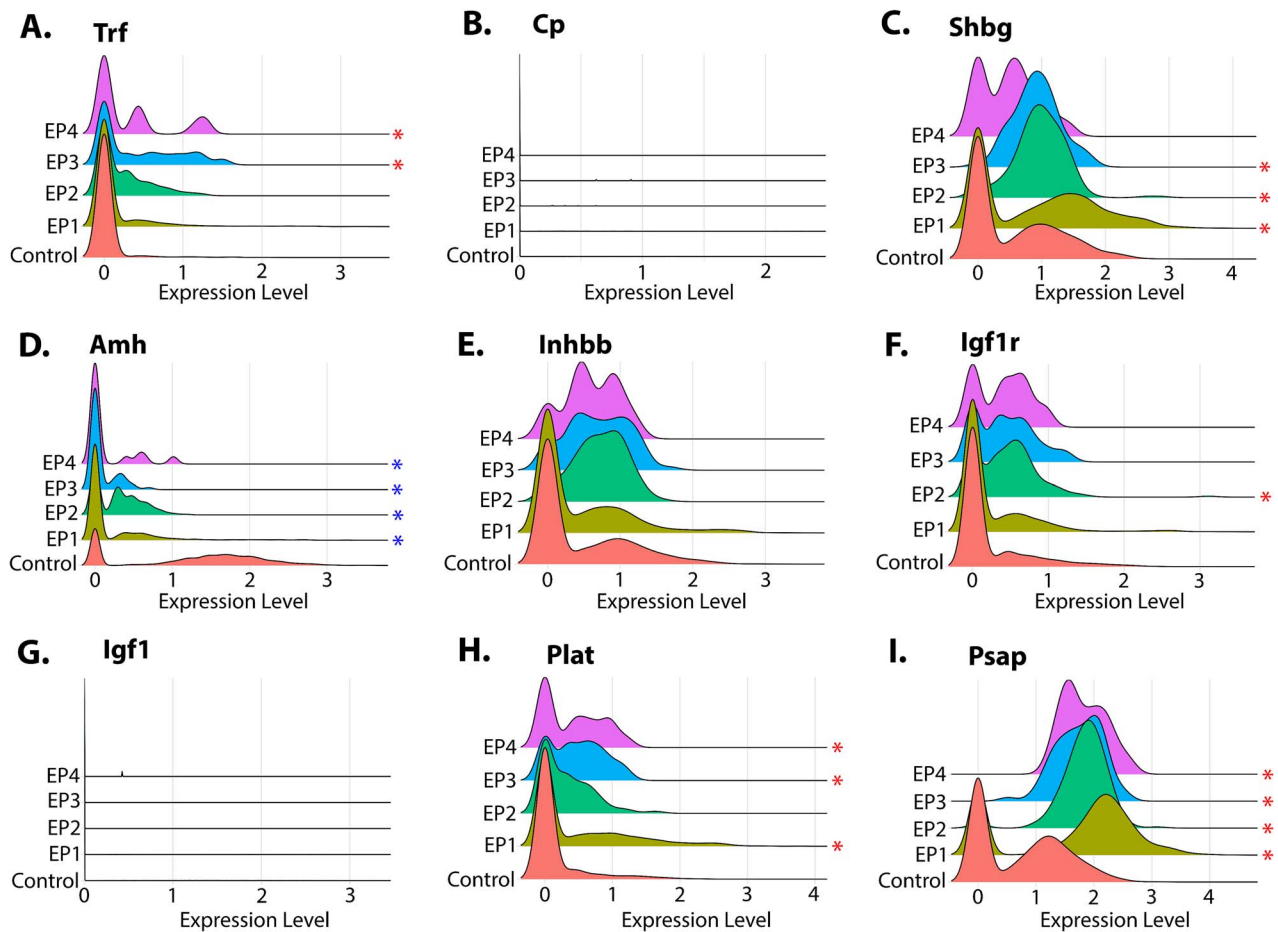 A. Trf
EP4 *
EP3 *
EP2
EP1
Control
0 1 2 3
Expression Level
B. Cp
EP4
EP3
EP2
EP1
Control
0 1 2
Expression Level
C. Shbg
EP4
EP3 *
EP2 *
EP1 *
Control
0 1 2 3 4
Expression Level
D. Amh
EP4 *
EP3 *
EP2 *
EP1 *
Control
0 1 2 3
Expression Level
E. Inhbb
EP4
EP3
EP2
EP1
Control
0 1 2 3
Expression Level
F. Igf1r
EP4
EP3
EP2 *
EP1
Control
0 1 2 3
Expression Level
G. Igf1
EP4
EP3
EP2
EP1
Control
0 1 2 3
Expression Level
H. Plat
EP4 *
EP3 *
EP2
EP1 *
Control
0 1 2 3 4
Expression Level
I. Psap
EP4 *
EP3 *
EP2 *
EP1 *
Control
0 1 2 3 4
Expression Level